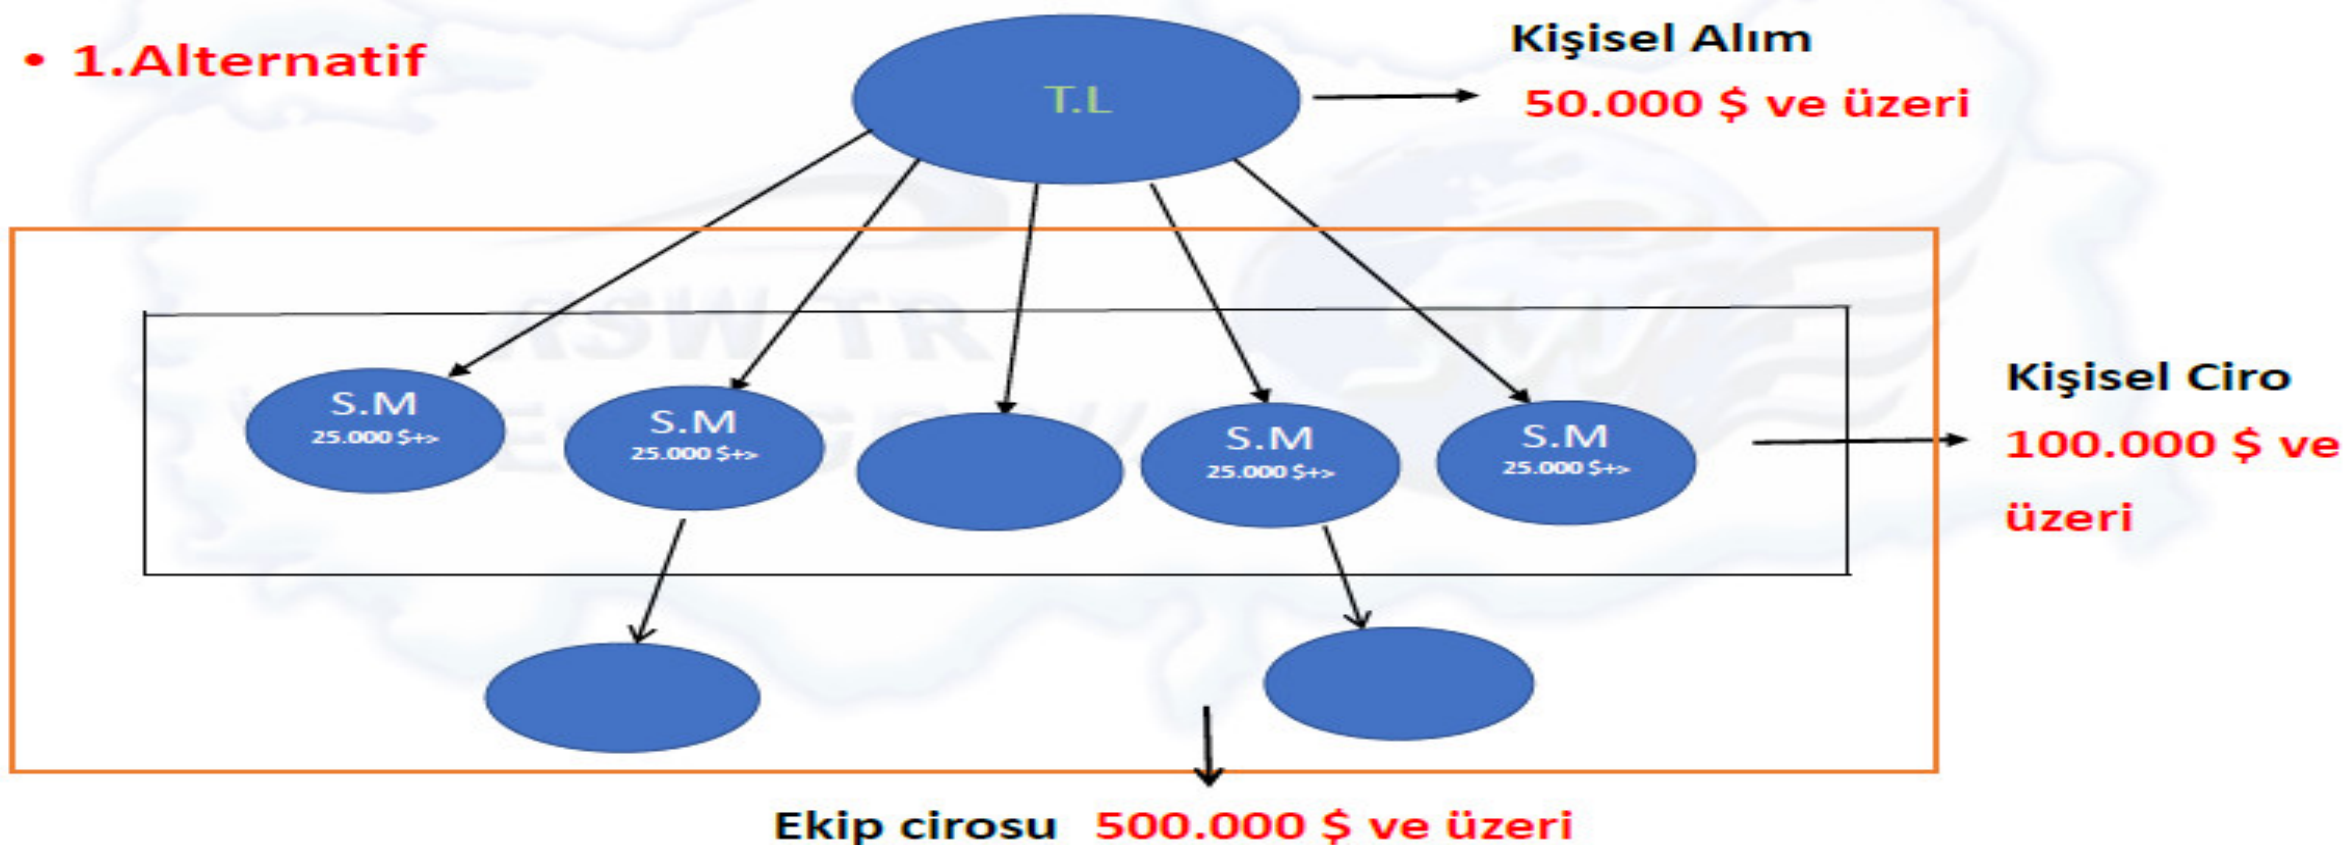 • 1.Alternatif
T.L
Kişisel Alım
50.000 $ ve üzeri
S.M
25.000 $+>
S.M
25.000 $+>
S.M
25.000 $+>
S.M
25.000 $+>
Kişisel Ciro
100.000 $ ve
üzeri
Ekip cirosu 500.000 $ ve üzeri